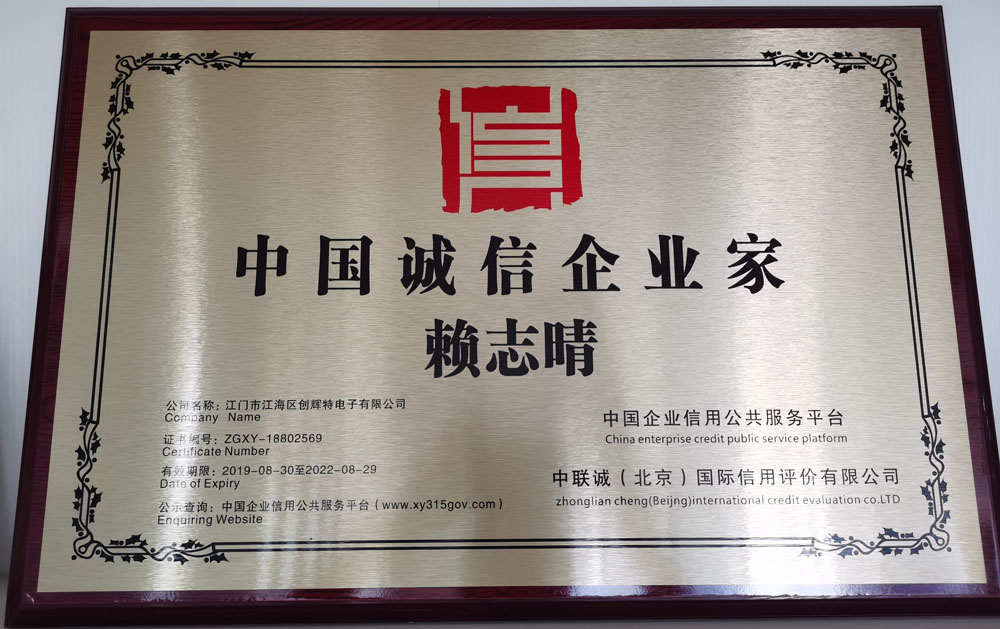 信
中国诚信企业家
赖志晴
公司名称：江门市江海区创辉特电子有限公司
Company Name
证书编号：ZGXY-18802569
Certificate Number
有效期限：2019-08-30至2022-08-29
Date of Expiry
公示查询：中国企业信用公共服务平台（www.xy315gov.com）
Enquiring Website
中国企业信用公共服务平台
China enterprise credit public service platform
中联诚（北京）国际信用评价有限公司
zhonglian cheng(Beijng)international credit evaluation co.LTD